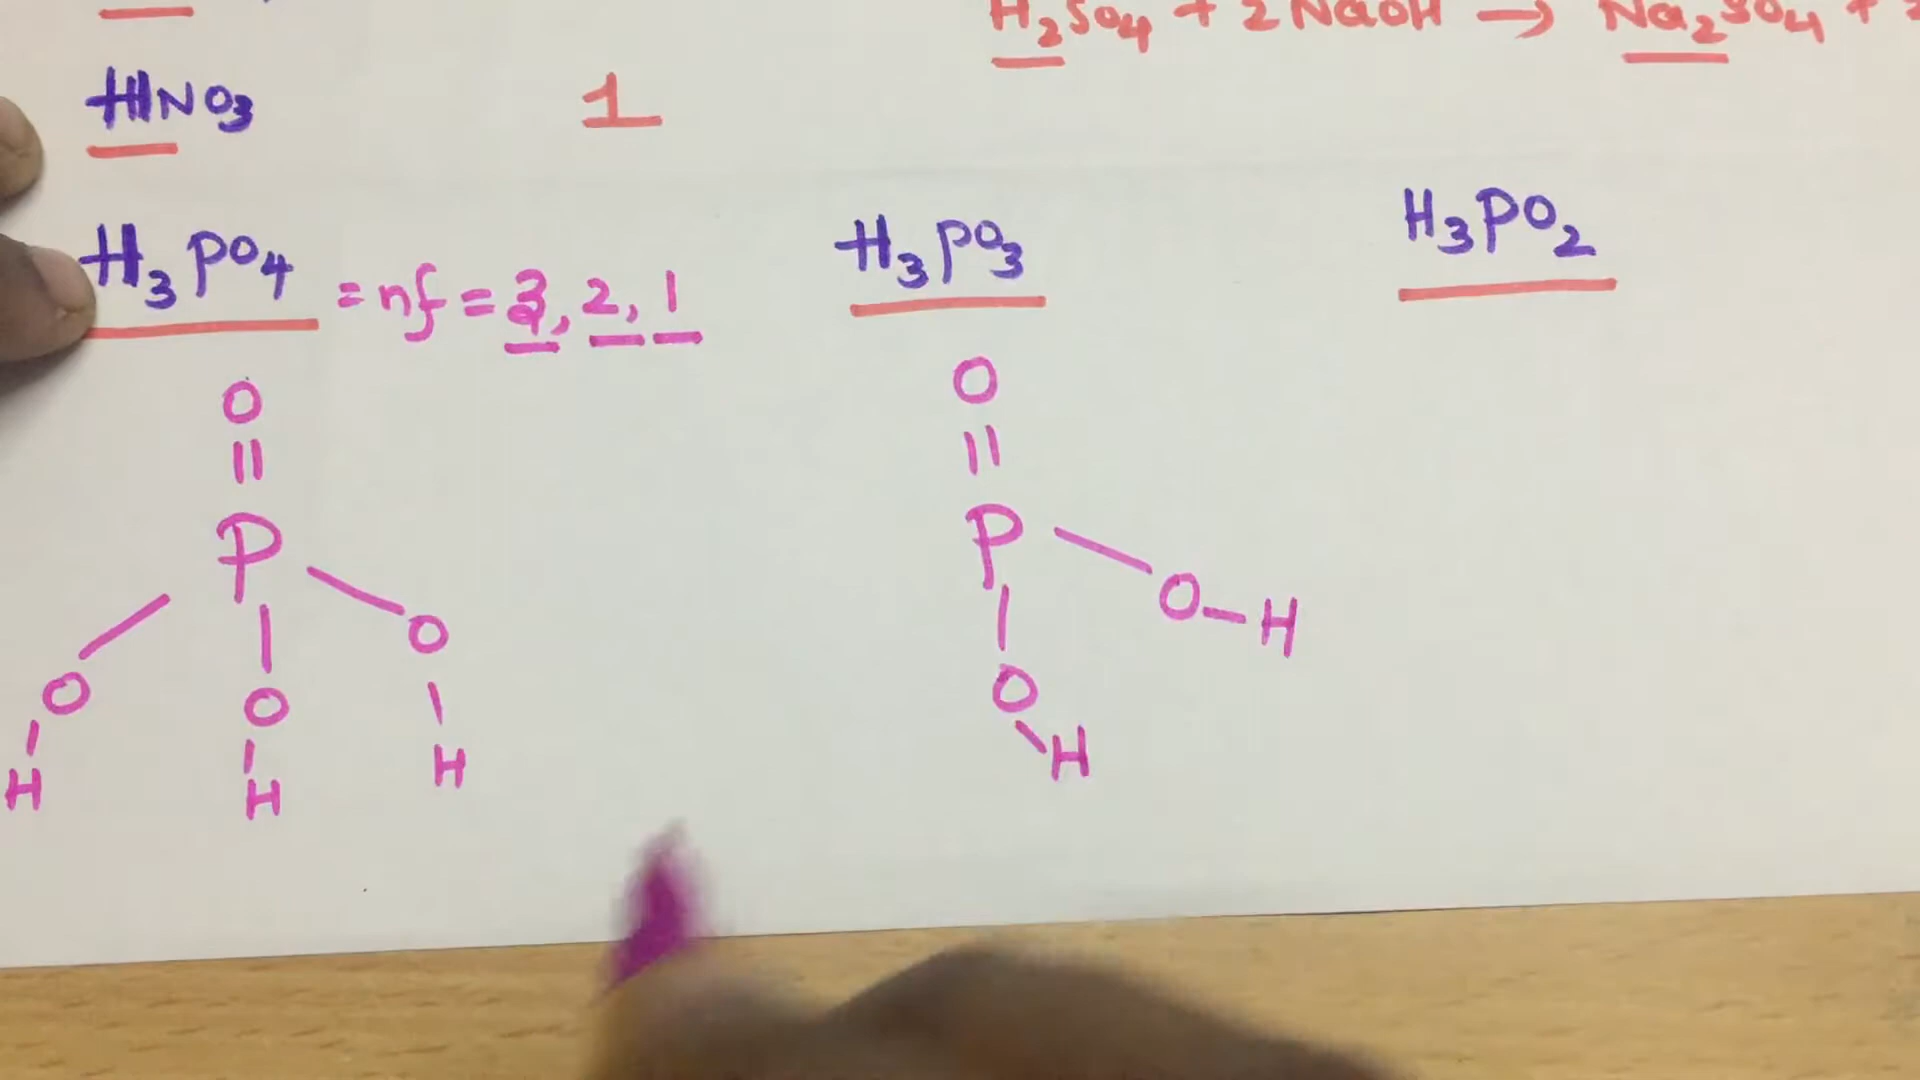 H₂SO₄ + 2NaOH → Na₂SO₄ +
HNO₃ 1
H₃PO₄ = nf = 3, 2, 1
H₃PO₃
H₃PO₂
O
||
P
O O O
H H H
O
||
P
O-H
O
H